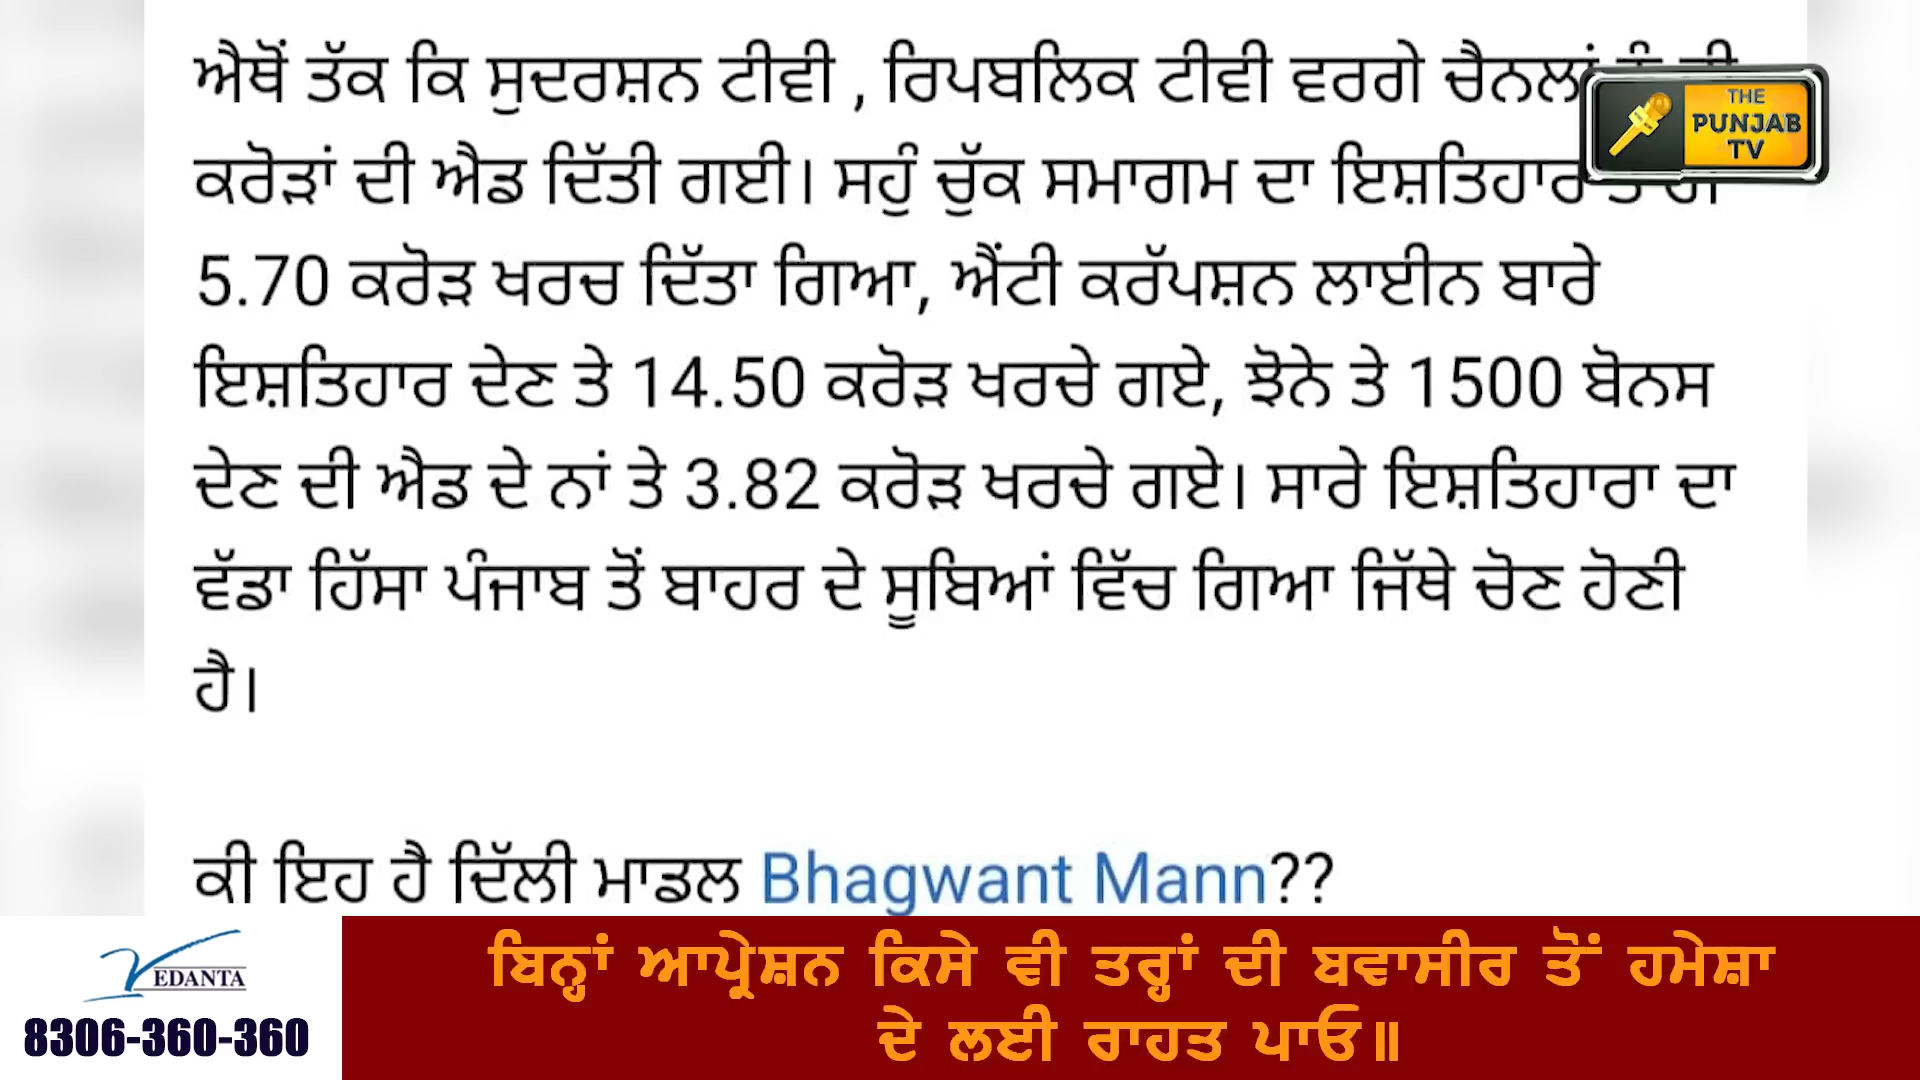 ਐਥੋਂ ਤੱਕ ਕਿ ਸੁਦਰਸ਼ਨ ਟੀਵੀ , ਰਿਪਬਲਿਕ ਟੀਵੀ ਵਰਗੇ ਚੈਨਲਾਂ
ਕਰੋੜਾਂ ਦੀ ਐਡ ਦਿੱਤੀ ਗਈ। ਸਹੁੰ ਚੁੱਕ ਸਮਾਗਮ ਦਾ ਇਸ਼ਤਿਹਾਰ
5.70 ਕਰੋੜ ਖਰਚ ਦਿੱਤਾ ਗਿਆ, ਐਂਟੀ ਕਰੱਪਸ਼ਨ ਲਾਈਨ ਬਾਰੇ
ਇਸ਼ਤਿਹਾਰ ਦੇਣ ਤੇ 14.50 ਕਰੋੜ ਖਰਚੇ ਗਏ, ਝੋਨੇ ਤੇ 1500 ਬੋਨਸ
ਦੇਣ ਦੀ ਐਡ ਦੇ ਨਾਂ ਤੇ 3.82 ਕਰੋੜ ਖਰਚੇ ਗਏ। ਸਾਰੇ ਇਸ਼ਤਿਹਾਰਾ ਦਾ
ਵੱਡਾ ਹਿੱਸਾ ਪੰਜਾਬ ਤੋਂ ਬਾਹਰ ਦੇ ਸੂਬਿਆਂ ਵਿੱਚ ਗਿਆ ਜਿੱਥੇ ਚੋਣ ਹੋਣੀ
ਹੈ।
ਕੀ ਇਹ ਹੈ ਦਿੱਲੀ ਮਾਡਲ Bhagwant Mann??
THE
PUNJAB
TV
VEDANTA
8306-360-360
ਬਿਨ੍ਹਾਂ ਆਪ੍ਰੇਸ਼ਨ ਕਿਸੇ ਵੀ ਤਰ੍ਹਾਂ ਦੀ ਬਵਾਸੀਰ ਤੋਂ ਹਮੇਸ਼ਾ
ਦੇ ਲਈ ਰਾਹਤ ਪਾਓ॥